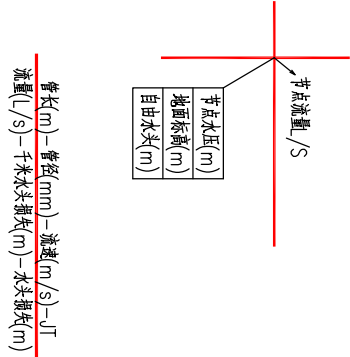 节点流量L/S
节点水压(m)
地面标高(m)
自由水头(m)
管长(m)-管径(mm)-流速(m/s)-JT
流量(L/s)-千米水头损失(m)-水头损失(m)